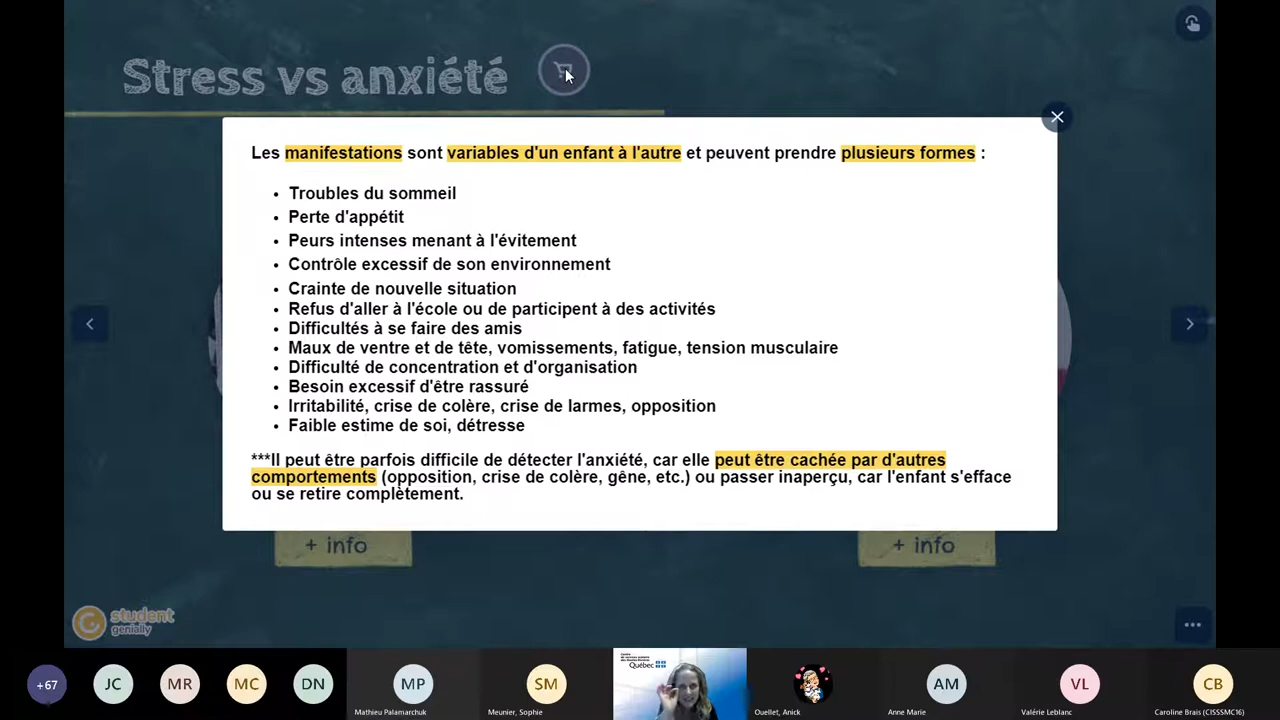 Stress vs anxiété
Les manifestations sont variables d'un enfant à l'autre et peuvent prendre plusieurs formes :
• Troubles du sommeil
• Perte d'appétit
• Peurs intenses menant à l'évitement
• Contrôle excessif de son environnement
• Crainte de nouvelle situation
• Refus d'aller à l'école ou de participent à des activités
• Difficultés à se faire des amis
• Maux de ventre et de tête, vomissements, fatigue, tension musculaire
• Difficulté de concentration et d'organisation
• Besoin excessif d'être rassuré
• Irritabilité, crise de colère, crise de larmes, opposition
• Faible estime de soi, détresse
***Il peut être parfois difficile de détecter l'anxiété, car elle peut être cachée par d'autres
comportements (opposition, crise de colère, gêne, etc.) ou passer inaperçu, car l'enfant s'efface
ou se retire complètement.
+ info
+ info
student
genially
+67
JC
MR
MC
DN
MP
Mathieu Palamarchuk
SM
Meunier, Sophie
Québec
Ouellet, Anick
AM
Anne Marie
VL
Valérie Leblanc
CB
Caroline Brais (CISSSMC16)